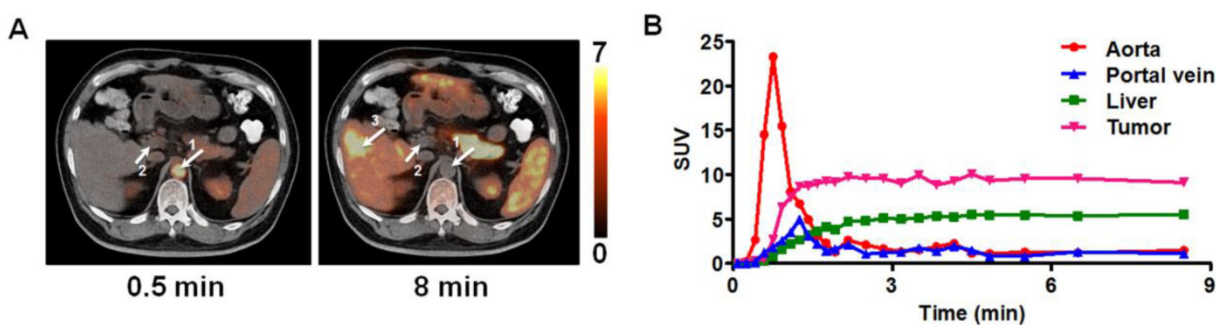 A
1
2
0.5 min
3
1
2
8 min
7
0
B
SUV
25
20
15
10
5
0
Aorta
Portal vein
Liver
Tumor
0 3 6 9
Time (min)